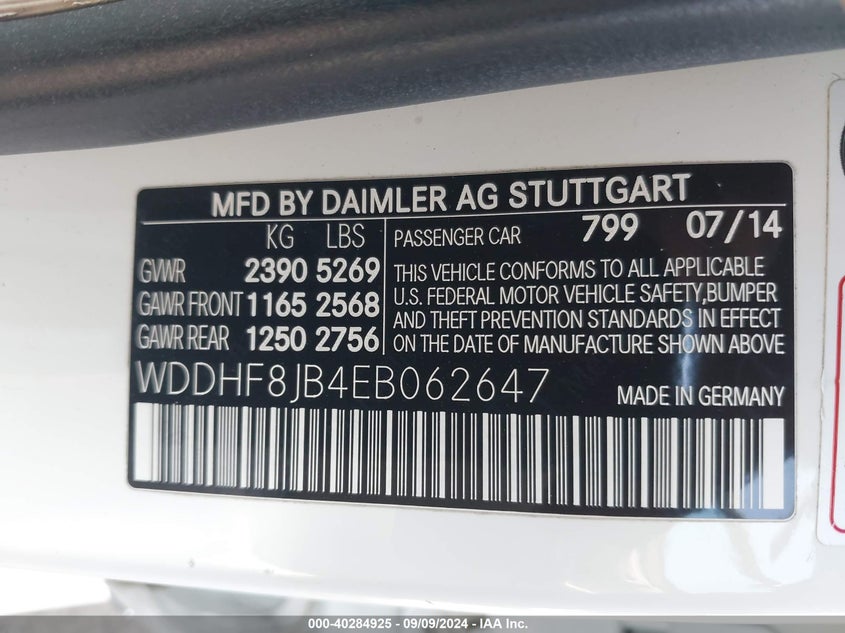 MFD BY DAIMLER AG STUTTGART
KG LBS
GVWR 2390 5269
GAWR FRONT 1165 2568
GAWR REAR 1250 2756
PASSENGER CAR 799 07/14
THIS VEHICLE CONFORMS TO ALL APPLICABLE
U.S. FEDERAL MOTOR VEHICLE SAFETY,BUMPER
AND THEFT PREVENTION STANDARDS IN EFFECT
ON THE DATE OF MANUFACTURE SHOWN ABOVE
WDDHF8JB4EB062647
MADE IN GERMANY
000-40284925 - 09/09/2024 - IAA, Inc.